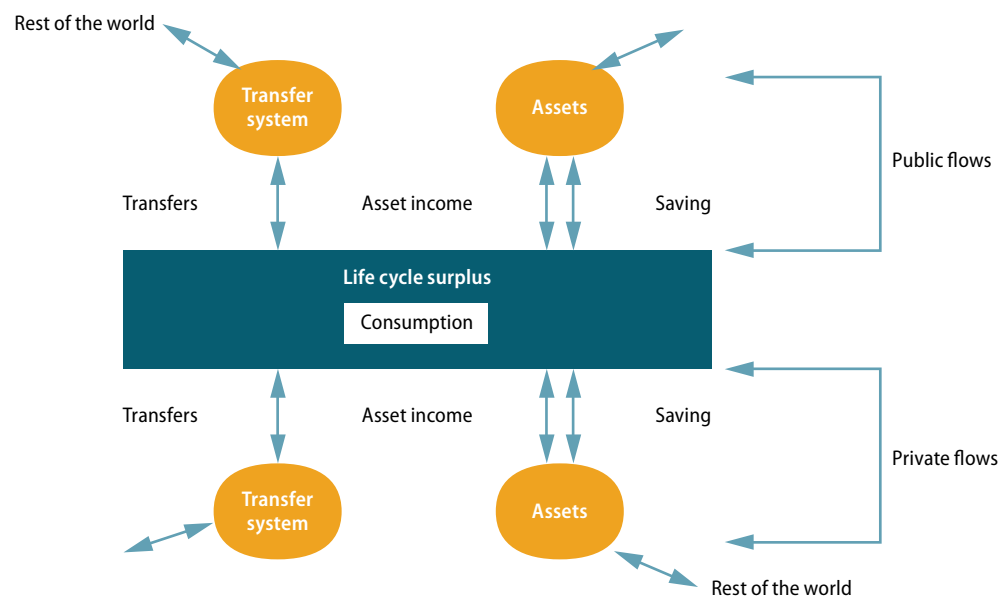 Rest of the world
Transfer
system
Assets
Public flows
Transfers
Asset income
Saving
Life cycle surplus
Consumption
Transfers
Asset income
Saving
Private flows
Transfer
system
Assets
Rest of the world